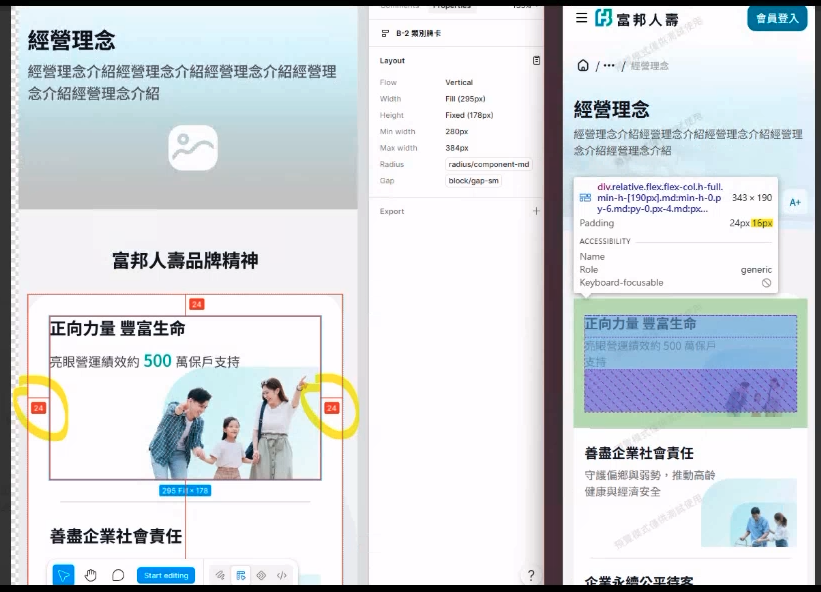 經營理念
經營理念介紹經營理念介紹經營理念介紹經營理
念介紹經營理念介紹
富邦人壽品牌精神
24
正向力量 豐富生命
亮眼營運績效約 500 萬保戶支持
24
24
295 Fill × 178
善盡企業社會責任
Start editing
B-2 類別牌卡
Layout
Flow Vertical
Width Fill (295px)
Height Fixed (178px)
Min width 280px
Max width 384px
Radius radius/component-md
Gap block/gap-sm
Export
?
富邦人壽
會員登入
/ ··· / 經營理念
經營理念
經營理念介紹經營理念介紹經營理念介紹經營理
念介紹經營理念介紹
div.relative.flex.flex-col.h-full.
min-h-[190px].md:min-h-0.p
y-6.md:py-0.px-4.md:px...
343 × 190
Padding 24px 16px
ACCESSIBILITY
Name
Role generic
Keyboard-focusable
A+
正向力量 豐富生命
亮眼營運績效約 500 萬保戶
支持
善盡企業社會責任
守護偏鄉與弱勢，推動高齡
健康與經濟安全
企業永續公平待客